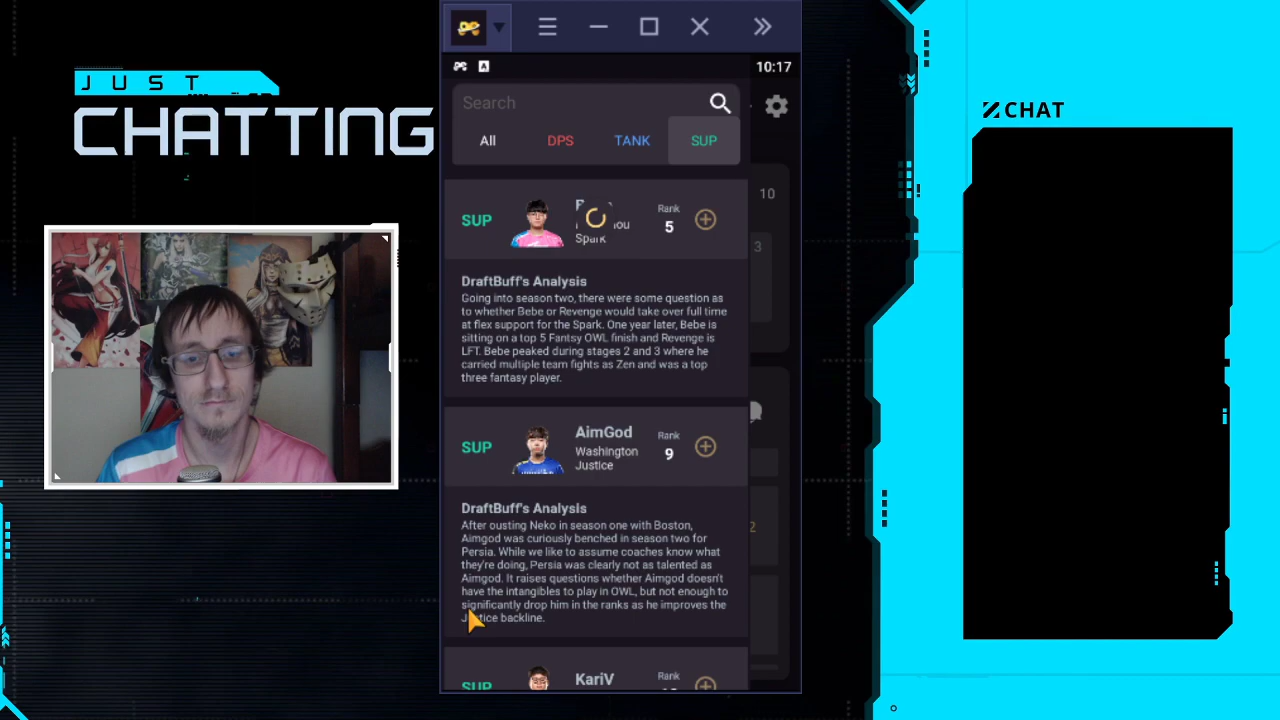 JUST
CHATTING
CHAT
10:17
Search
All
DPS
TANK
SUP
10
3
2
SUP
Spark
Rank
5
DraftBuff's Analysis
Going into season two, there were some question as
to whether Bebe or Revenge would take over full time
at flex support for the Spark. One year later, Bebe is
sitting on a top 5 Fantsy OWL finish and Revenge is
LFT. Bebe peaked during stages 2 and 3 where he
carried multiple team fights as Zen and was a top
three fantasy player.
SUP
AimGod
Washington
Justice
Rank
9
DraftBuff's Analysis
After ousting Neko in season one with Boston,
Aimgod was curiously benched in season two for
Persia. While we like to assume coaches know what
they're doing, Persia was clearly not as talented as
Aimgod. It raises questions whether Aimgod doesn't
have the intangibles to play in OWL, but not enough to
significantly drop him in the ranks as he improves the
backline.
SUP
KariV
Rank